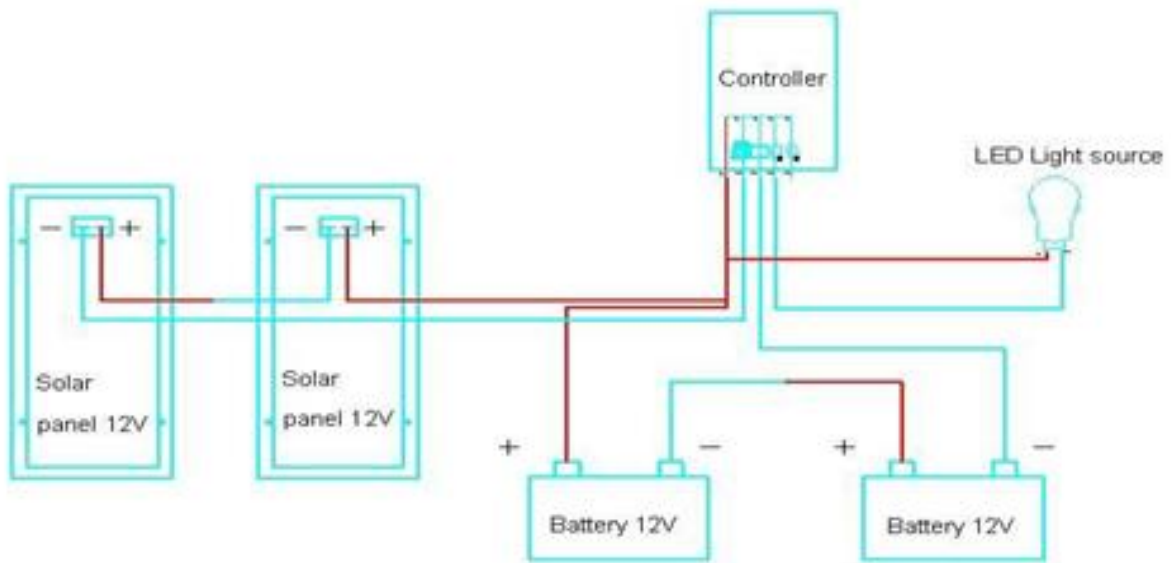 Controller
LED Light source
− +
− +
Solar
panel 12V
Solar
panel 12V
+ −
+ −
Battery 12V
Battery 12V